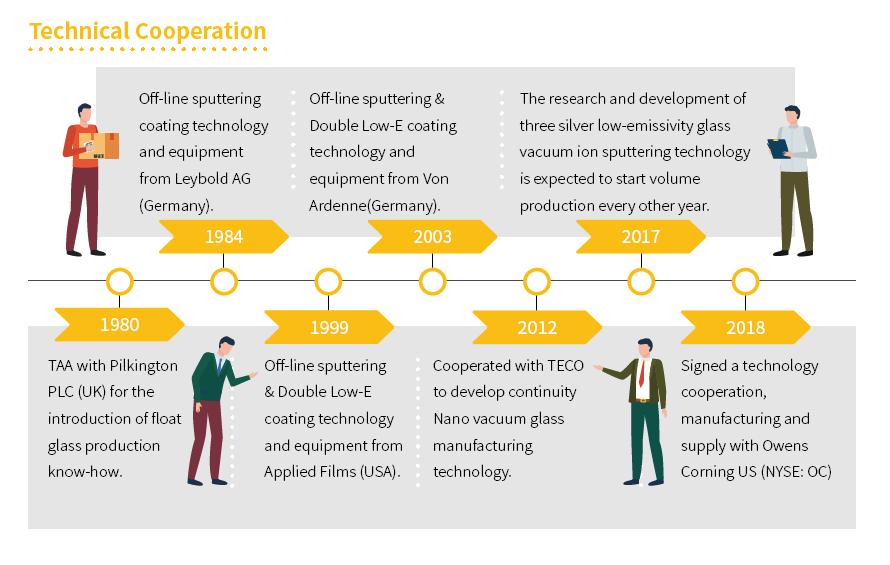 Technical Cooperation
Off-line sputtering
coating technology
and equipment
from Leybold AG
(Germany).
1984
Off-line sputtering &
Double Low-E coating
technology and
equipment from Von
Ardenne(Germany).
2003
The research and development of
three silver low-emissivity glass
vacuum ion sputtering technology
is expected to start volume
production every other year.
2017
1980
TAA with Pilkington
PLC (UK) for the
introduction of float
glass production
know-how.
1999
Off-line sputtering
& Double Low-E
coating technology
and equipment from
Applied Films (USA).
2012
Cooperated with TECO
to develop continuity
Nano vacuum glass
manufacturing
technology.
2018
Signed a technology
cooperation,
manufacturing and
supply with Owens
Corning US (NYSE: OC)